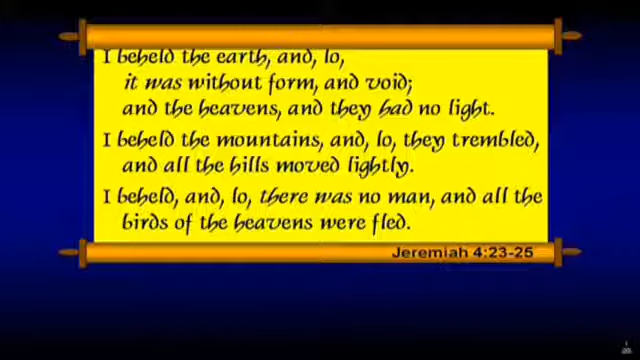 I beheld the earth, and, lo,
it was without form, and void;
and the heavens, and they had no light.
I beheld the mountains, and, lo, they trembled,
and all the hills moved lightly.
I beheld, and, lo, there was no man, and all the
birds of the heavens were fled.
Jeremiah 4:23-25